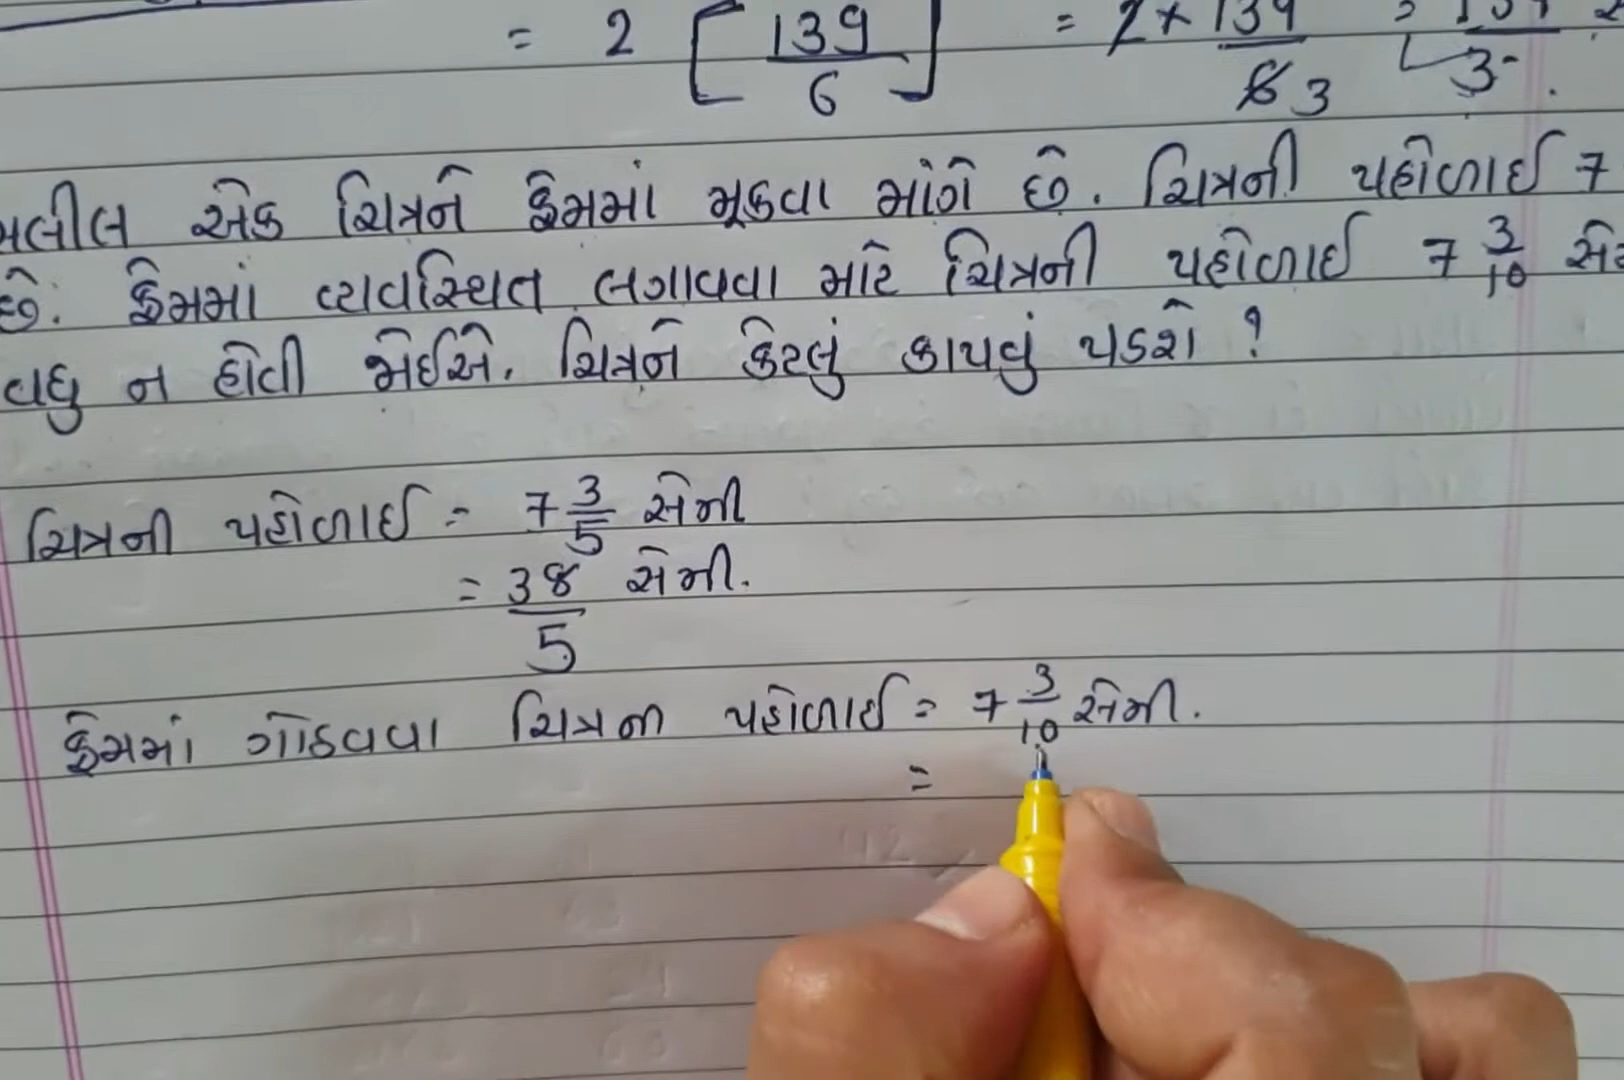 = 2 [ 139/6 ] = 2 × 139/6 3
સલીલ એક ચિત્રને ફ્રેમમાં મૂકવા માંગે છે. ચિત્રની પહોળાઈ 7
છે. ફ્રેમમાં વ્યવસ્થિત લગાવવા માટે ચિત્રની પહોળાઈ 7 3/10 સેમ
વધુ ન હોવી જોઈએ. ચિત્રને કેટલું કાપવું પડશે ?
ચિત્રની પહોળાઈ = 7 3/5 સેમી
= 38/5 સેમી.
ફ્રેમમાં ગોઠવવા ચિત્રની પહોળાઈ = 7 3/10 સેમી.
=